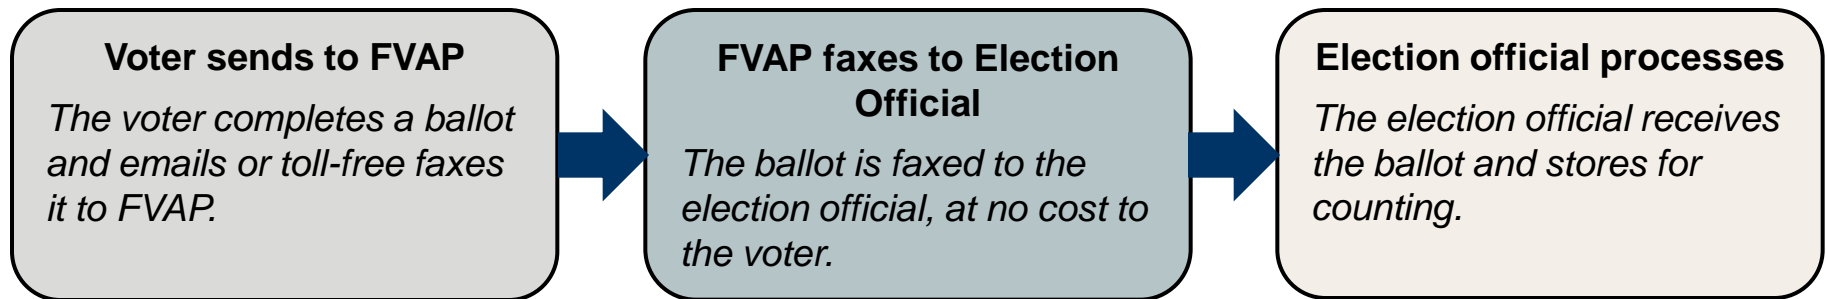 Voter sends to FVAP
The voter completes a ballot
and emails or toll-free faxes
it to FVAP.
FVAP faxes to Election
Official
The ballot is faxed to the
election official, at no cost to
the voter.
Election official processes
The election official receives
the ballot and stores for
counting.